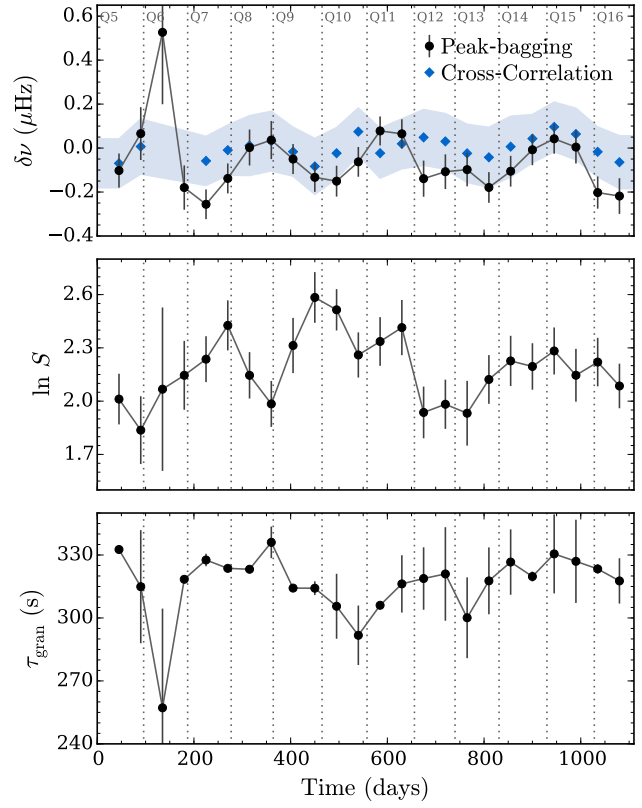 Q5 Q6 Q7 Q8 Q9 Q10 Q11 Q12 Q13 Q14 Q15 Q16
0.6
0.4
0.2
0.0
−0.2
−0.4
δν (μHz)
Peak-bagging
Cross-Correlation
2.6
2.3
2.0
1.7
ln S
330
300
270
240
τgran (s)
0 200 400 600 800 1000
Time (days)